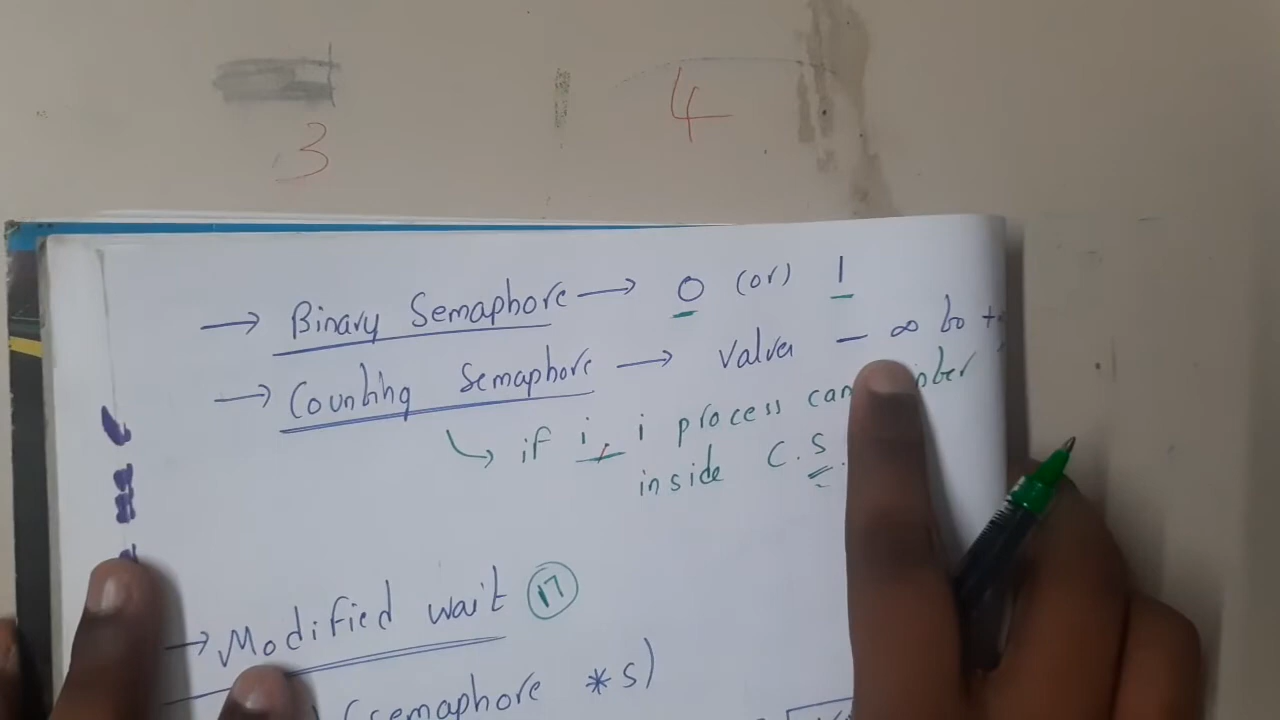 3
4
→ Binary Semaphore → 0 (or) 1
→ Counting Semaphore → value - ∞ to +
if i, i process can enter
inside C.S.
→ Modified wait 17
(semaphore *s)